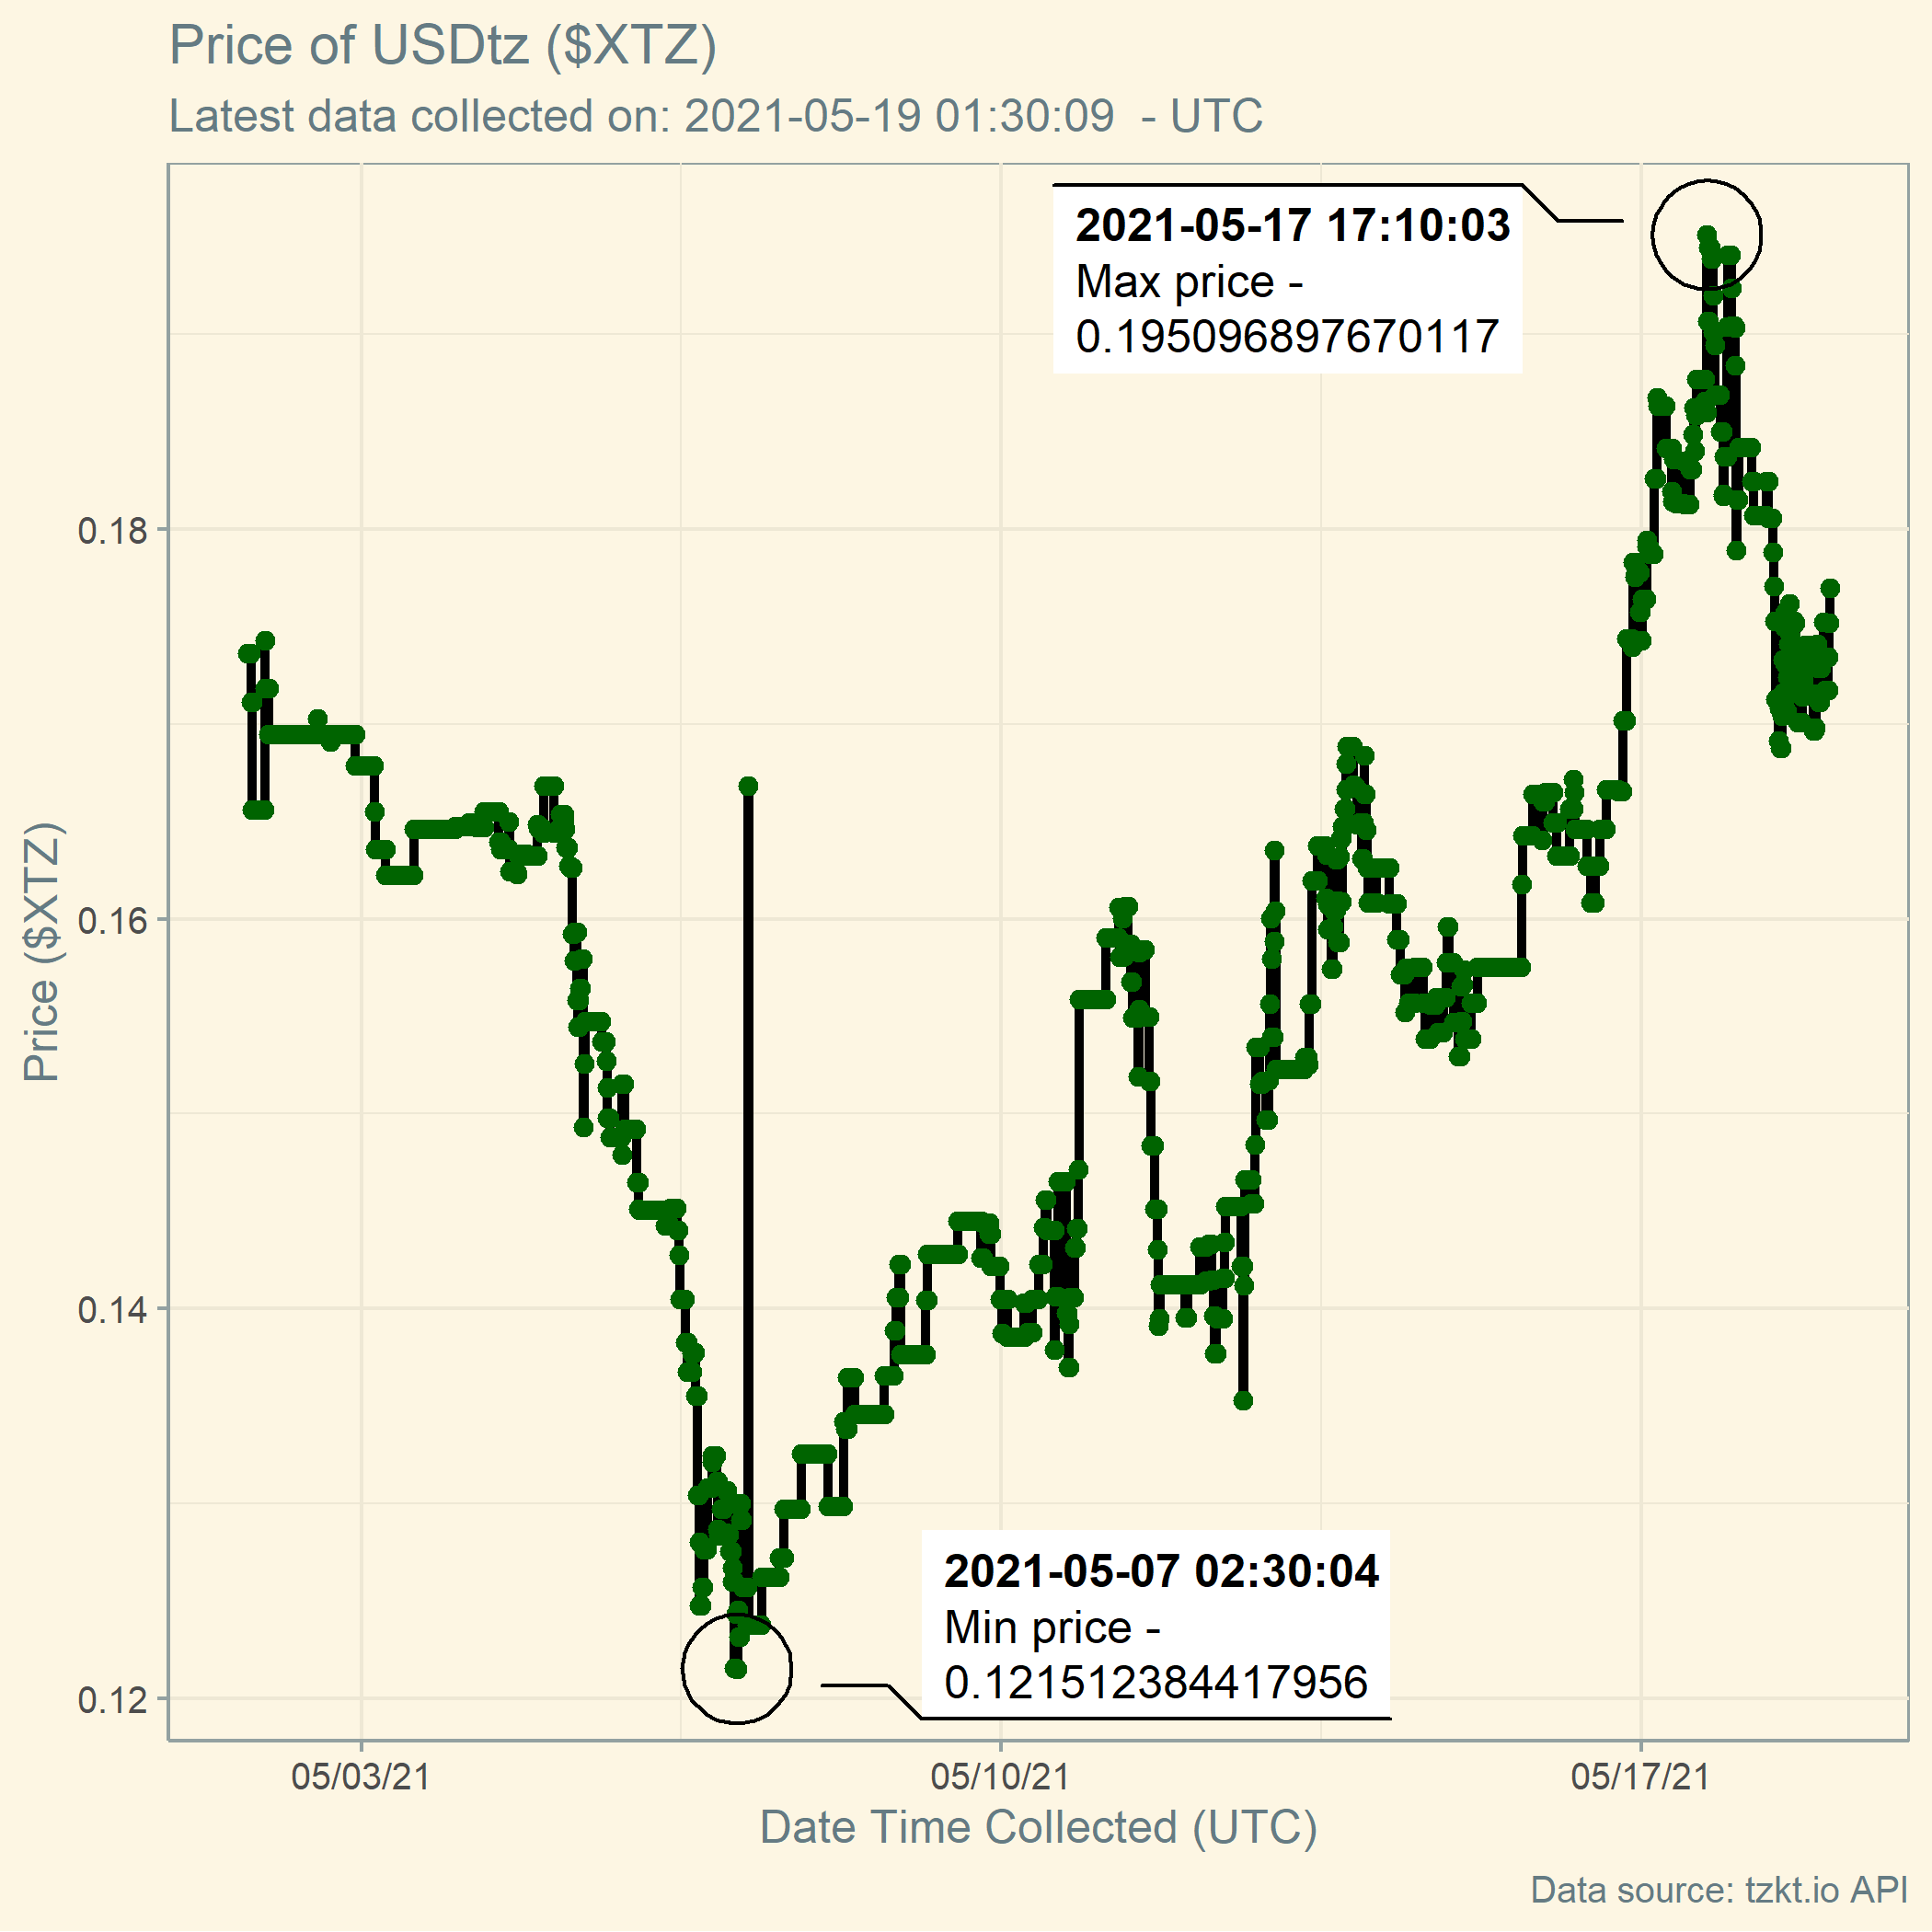 Price of USDtz ($XTZ)
Latest data collected on: 2021-05-19 01:30:09  - UTC
2021-05-17 17:10:03
Max price -
0.195096897670117
0.18
0.16
0.14
0.12
Price ($XTZ)
2021-05-07 02:30:04
Min price -
0.121512384417956
05/03/21
05/10/21
05/17/21
Date Time Collected (UTC)
Data source: tzkt.io API